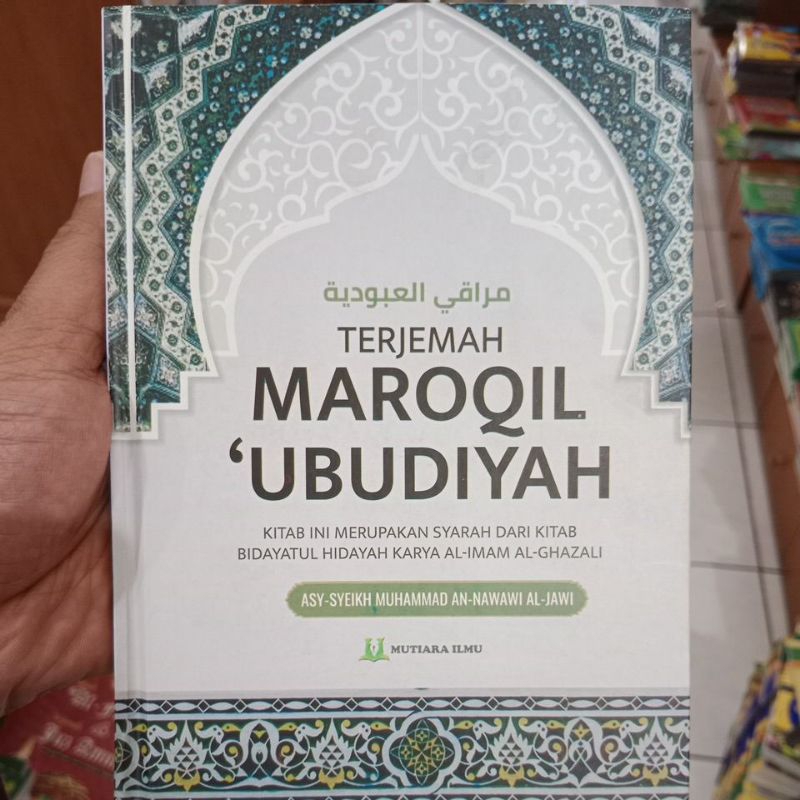 مراقي العبودية
TERJEMAH
MAROQIL
‘UBUDIYAH
KITAB INI MERUPAKAN SYARAH DARI KITAB
BIDAYATUL HIDAYAH KARYA AL-IMAM AL-GHAZALI
ASY-SYEIKH MUHAMMAD AN-NAWAWI AL-JAWI
MUTIARA ILMU